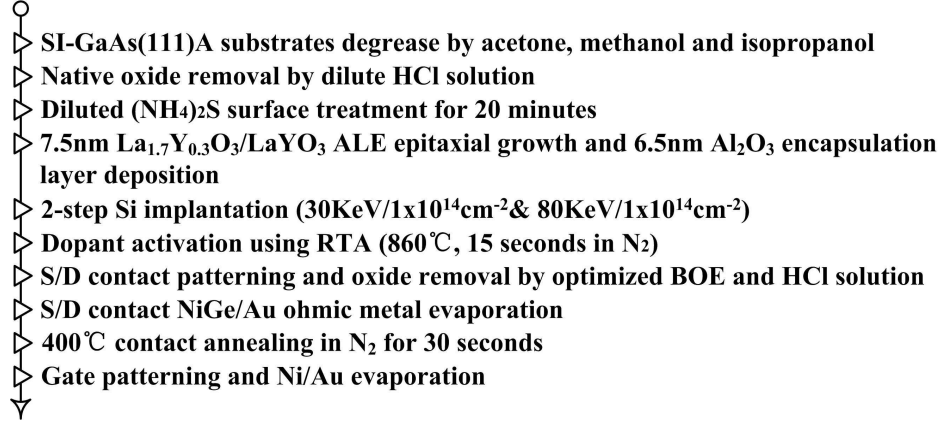 SI-GaAs(111)A substrates degrease by acetone, methanol and isopropanol
Native oxide removal by dilute HCl solution
Diluted (NH₄)₂S surface treatment for 20 minutes
7.5nm La₁.₇Y₀.₃O₃/LaYO₃ ALE epitaxial growth and 6.5nm Al₂O₃ encapsulation
layer deposition
2-step Si implantation (30KeV/1x10¹⁴cm⁻²& 80KeV/1x10¹⁴cm⁻²)
Dopant activation using RTA (860℃, 15 seconds in N₂)
S/D contact patterning and oxide removal by optimized BOE and HCl solution
S/D contact NiGe/Au ohmic metal evaporation
400℃ contact annealing in N₂ for 30 seconds
Gate patterning and Ni/Au evaporation